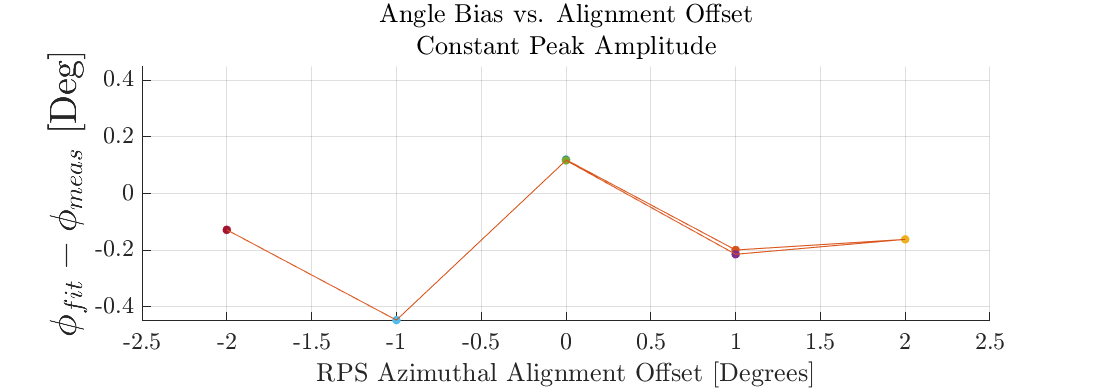 Angle Bias vs. Alignment Offset
Constant Peak Amplitude
ϕ_fit − ϕ_meas [Deg]
0.4
0.2
0
-0.2
-0.4
-2.5 -2 -1.5 -1 -0.5 0 0.5 1 1.5 2 2.5
RPS Azimuthal Alignment Offset [Degrees]